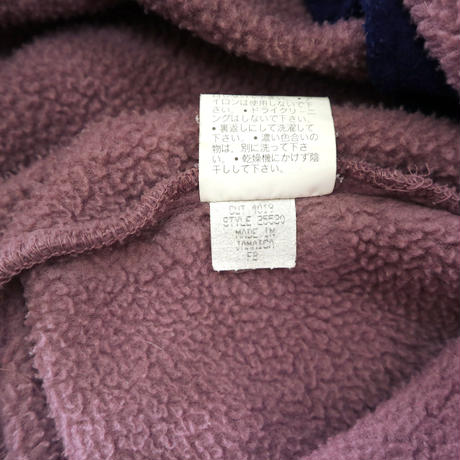 イロンは使用しないで下
さい。•ドライクリーニ
ングはしないで下さい。
•裏返しにして洗濯して
下さい。•濃い色合いの
物は、別に洗って下さ
い。•乾燥機にかけず陰
干しして下さい。
CUT 4019
STYLE 25520
MADE IN
JAMAICA
FB